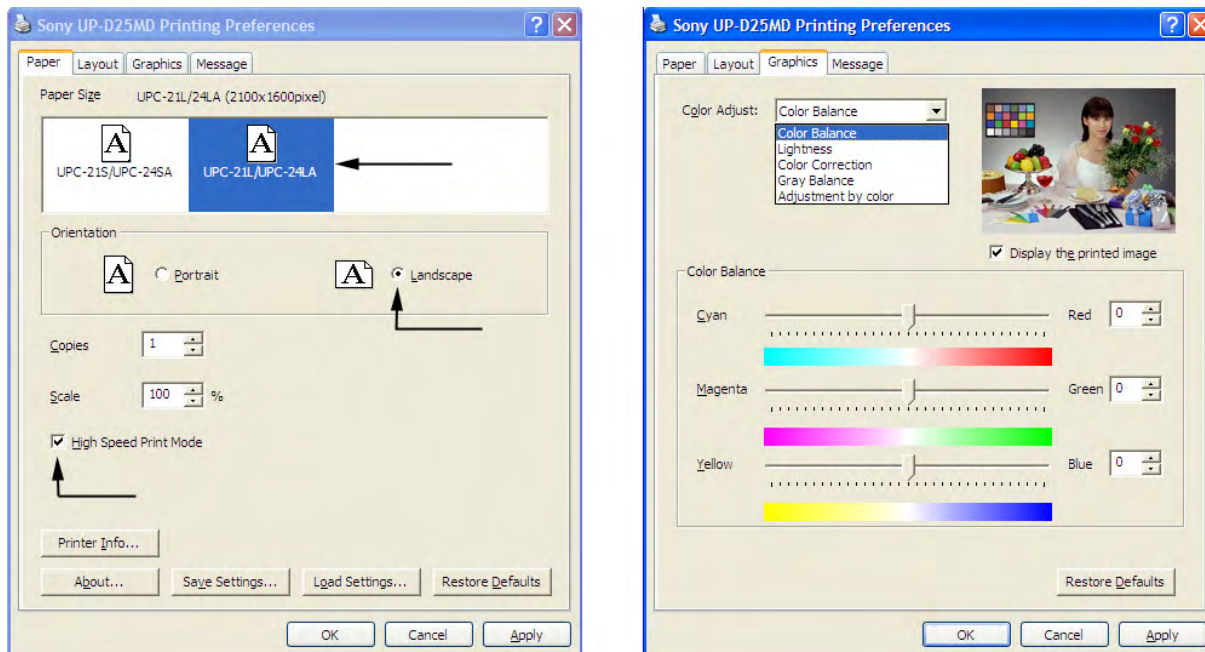 Sony UP-D25MD Printing Preferences
Paper Layout Graphics Message
Paper Size UPC-21L/24LA (2100x1600pixel)
A A
UPC-21S/UPC-24SA UPC-21L/UPC-24LA
Orientation
A Portrait A Landscape
Copies 1
Scale 100 %
High Speed Print Mode
Printer Info...
About... Save Settings... Load Settings... Restore Defaults
OK Cancel Apply
Sony UP-D25MD Printing Preferences
Paper Layout Graphics Message
Color Adjust: Color Balance
Color Balance
Lightness
Color Correction
Gray Balance
Adjustment by color
Display the printed image
Color Balance
Cyan Red 0
Magenta Green 0
Yellow Blue 0
Restore Defaults
OK Cancel Apply